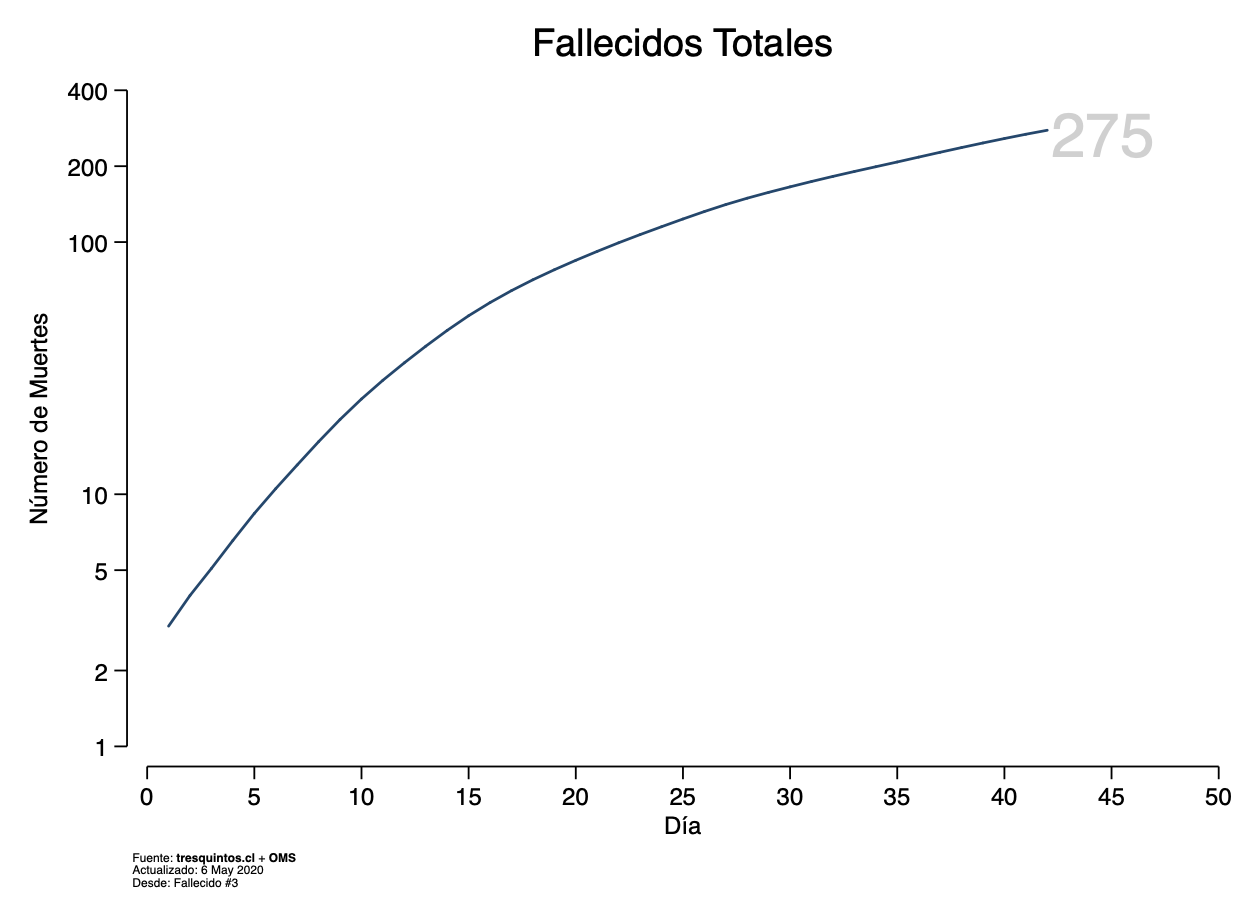 Fallecidos Totales
400
200
100
10
5
2
1
Número de Muertes
275
0 5 10 15 20 25 30 35 40 45 50
Día
Fuente: tresquintos.cl + OMS
Actualizado: 6 May 2020
Desde: Fallecido #3